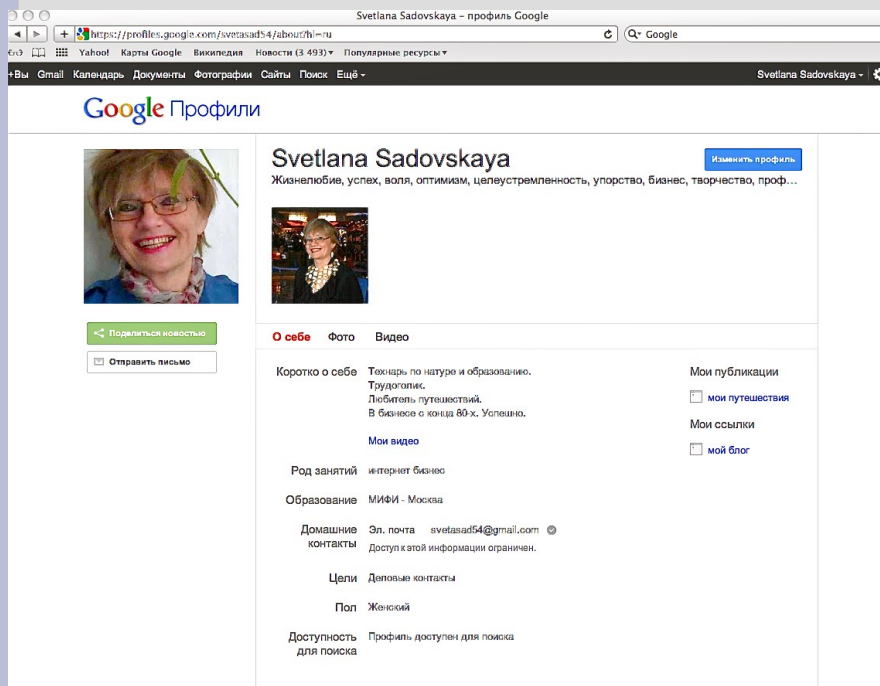 Svetlana Sadovskaya – профиль Google
https://profiles.google.com/svetasad54/about?hl=ru
Google
Yahoo! Карты Google Википедия Новости (3 493) Популярные ресурсы
+Вы Gmail Календарь Документы Фотографии Сайты Поиск Ещё
Svetlana Sadovskaya
Google Профили
Svetlana Sadovskaya
Изменить профиль
Жизнелюбие, успех, воля, оптимизм, целеустремленность, упорство, бизнес, творчество, проф...
Поделиться новостью
Отправить письмо
О себе Фото Видео
Коротко о себе
Технарь по натуре и образованию.
Трудоголик.
Любитель путешествий.
В бизнесе с конца 80-х. Успешно.
Мои видео
Род занятий интернет бизнес
Образование МИФИ - Москва
Домашние контакты
Эл. почта svetasad54@gmail.com
Доступ к этой информации ограничен.
Цели Деловые контакты
Пол Женский
Доступность для поиска
Профиль доступен для поиска
Мои публикации
мои путешествия
Мои ссылки
мой блог